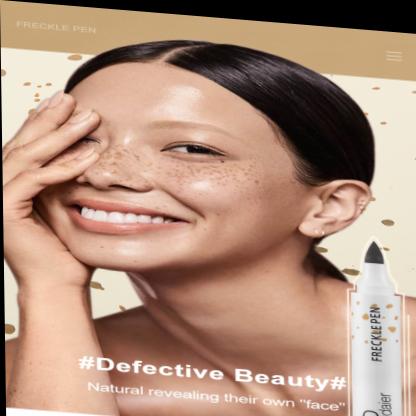 FRECKLE PEN
FRECKLE PEN
#Defective Beauty#
Natural revealing their own "face"